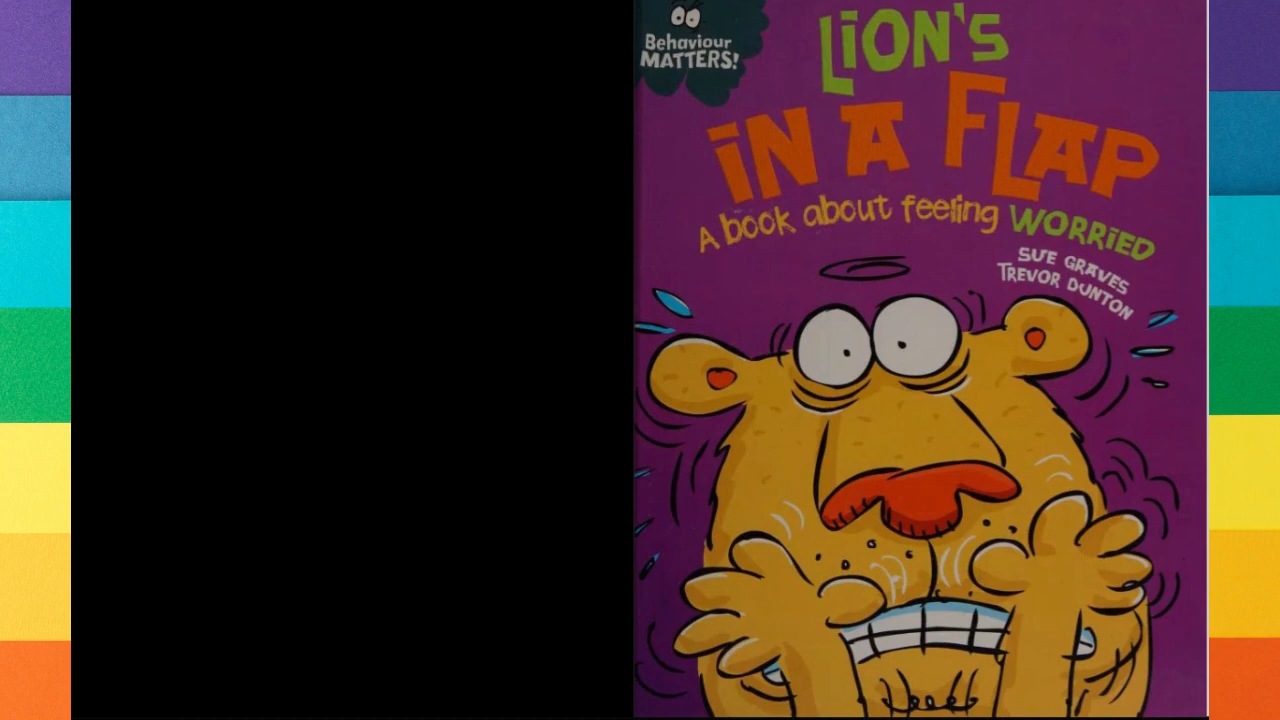 Behaviour
MATTERS!
LiON'S
iN A FLAP
A book about feeling WORRiED
SUE GRAVES
TREVOR DUNTON